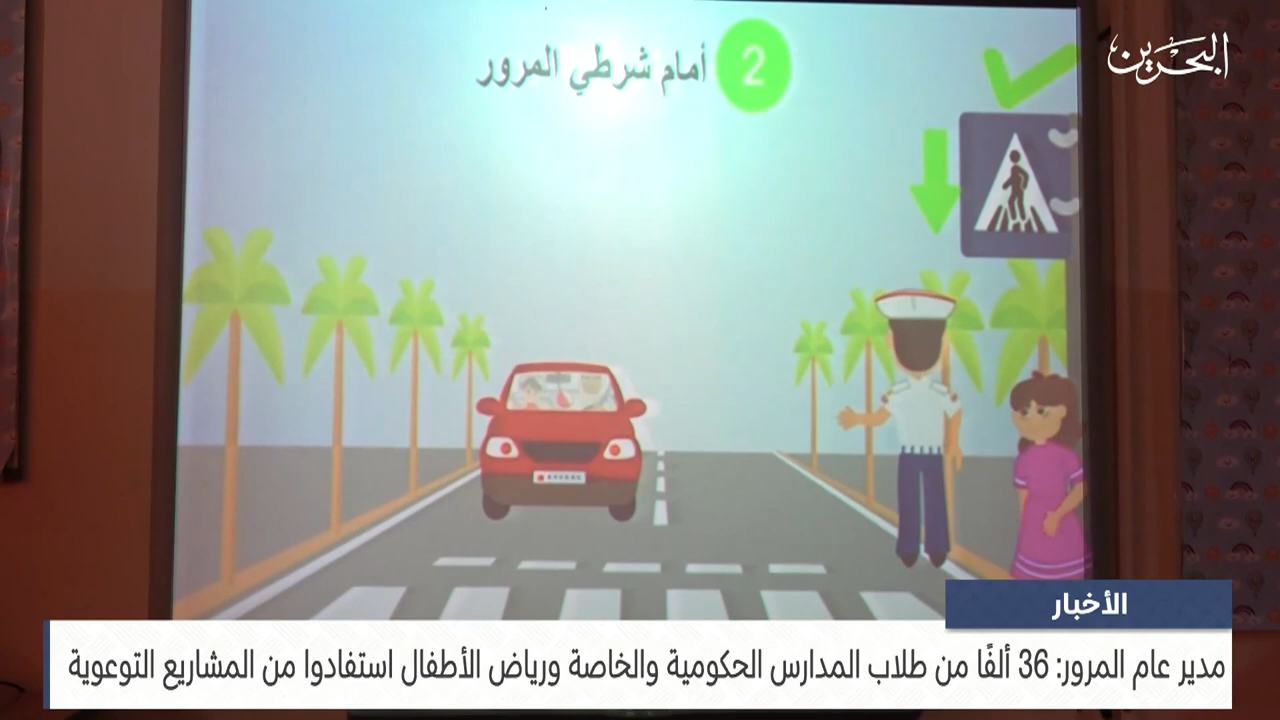 البحرين
2 أمام شرطي المرور
الأخبار
مدير عام المرور: 36 ألفًا من طلاب المدارس الحكومية والخاصة ورياض الأطفال استفادوا من المشاريع التوعوية